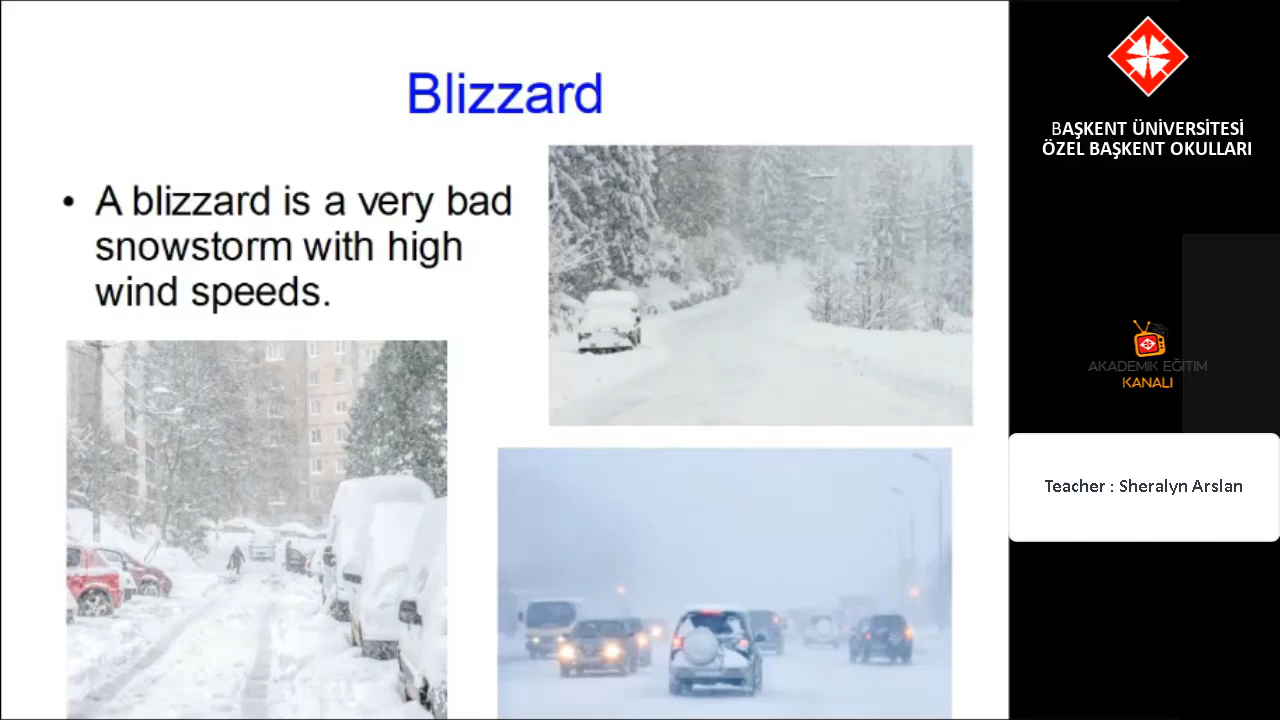 Blizzard
• A blizzard is a very bad
snowstorm with high
wind speeds.
BAŞKENT ÜNİVERSİTESİ
ÖZEL BAŞKENT OKULLARI
AKADEMİK EĞİTİM
KANALI
Teacher : Sheralyn Arslan